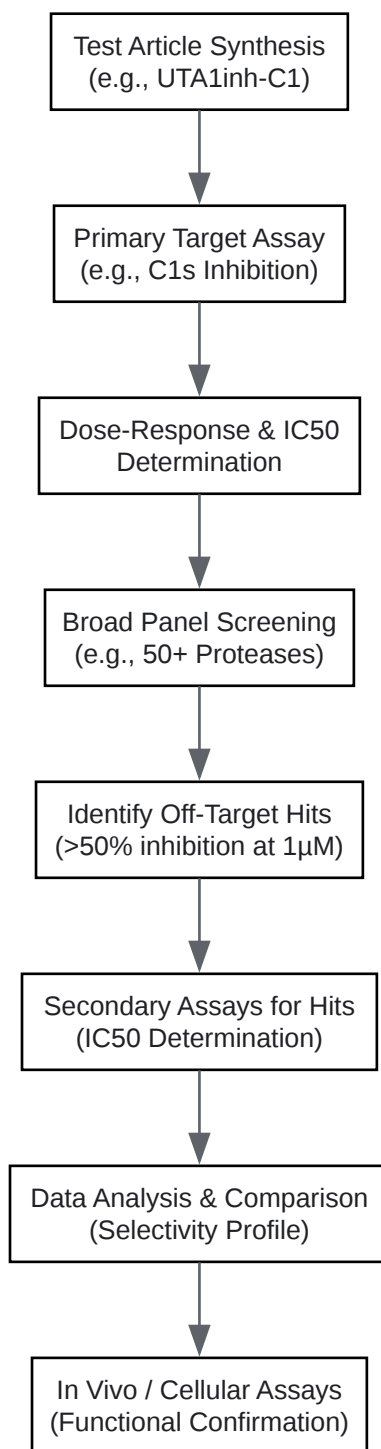 Test Article Synthesis
(e.g., UTA1inh-C1)
Primary Target Assay
(e.g., C1s Inhibition)
Dose-Response & IC50
Determination
Broad Panel Screening
(e.g., 50+ Proteases)
Identify Off-Target Hits
(>50% inhibition at 1µM)
Secondary Assays for Hits
(IC50 Determination)
Data Analysis & Comparison
(Selectivity Profile)
In Vivo / Cellular Assays
(Functional Confirmation)